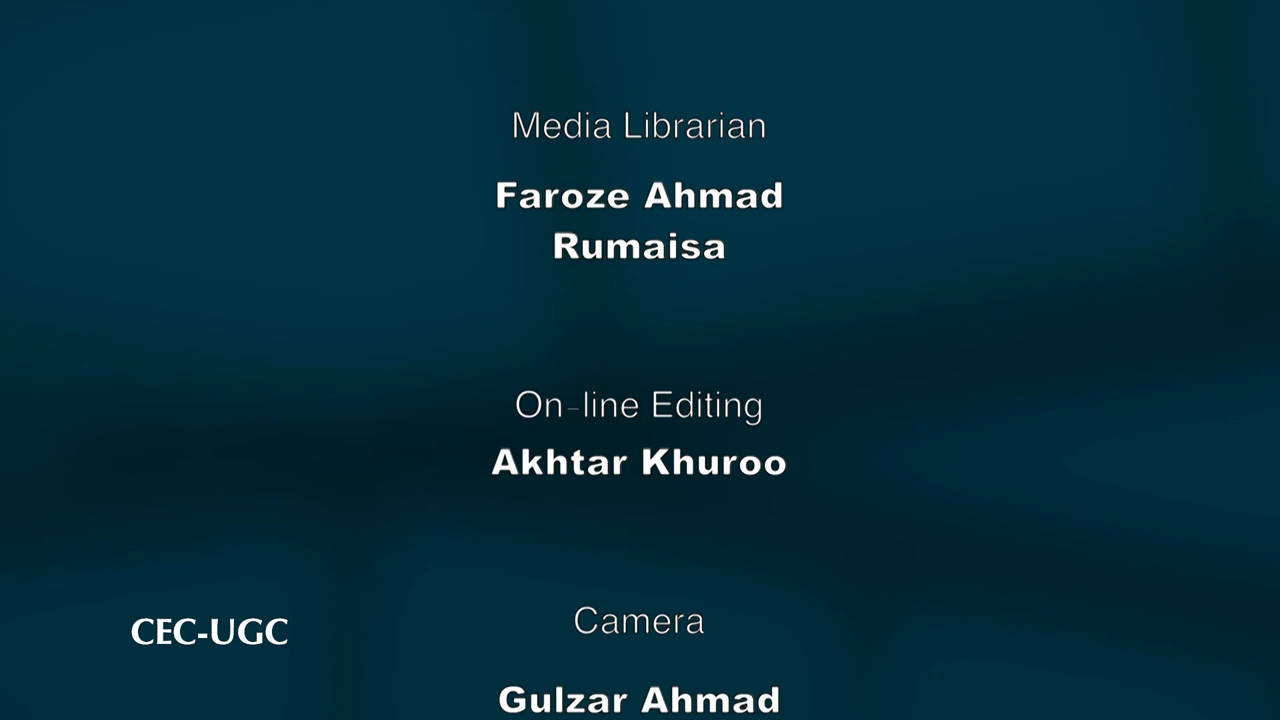 Media Librarian
Faroze Ahmad
Rumaisa
On-line Editing
Akhtar Khuroo
Camera
CEC-UGC
Gulzar Ahmad